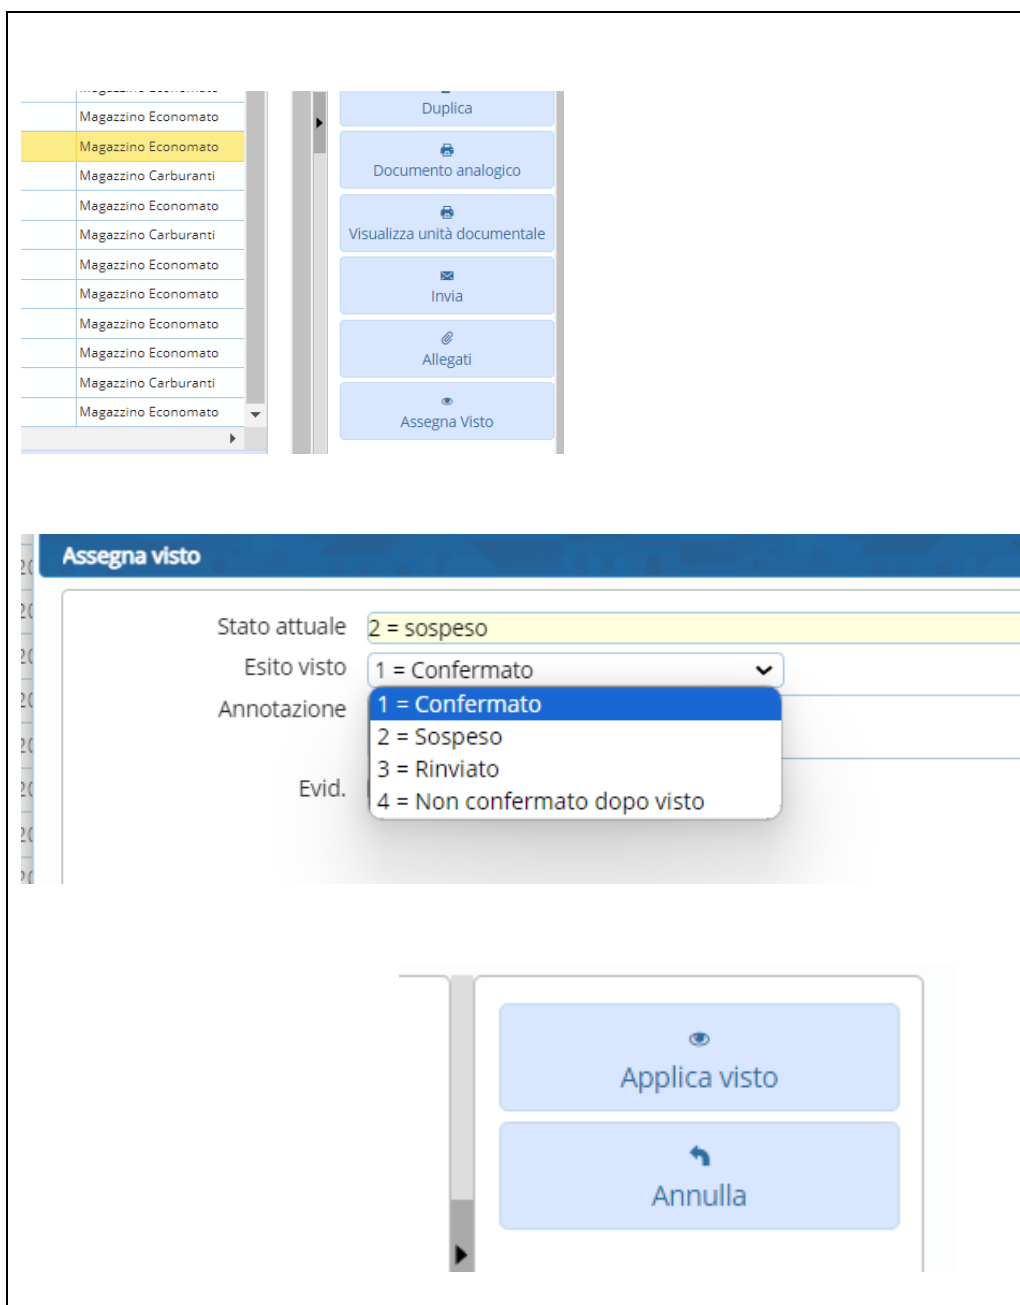 Magazzino Economato
Magazzino Economato
Magazzino Carburanti
Magazzino Economato
Magazzino Carburanti
Magazzino Economato
Magazzino Economato
Magazzino Economato
Magazzino Economato
Magazzino Carburanti
Magazzino Economato
Duplica
Documento analogico
Visualizza unità documentale
Invia
Allegati
Assegna Visto
Assegna visto
Stato attuale 2 = sospeso
Esito visto 1 = Confermato
Annotazione
1 = Confermato
2 = Sospeso
3 = Rinviato
4 = Non confermato dopo visto
Evid.
Applica visto
Annulla